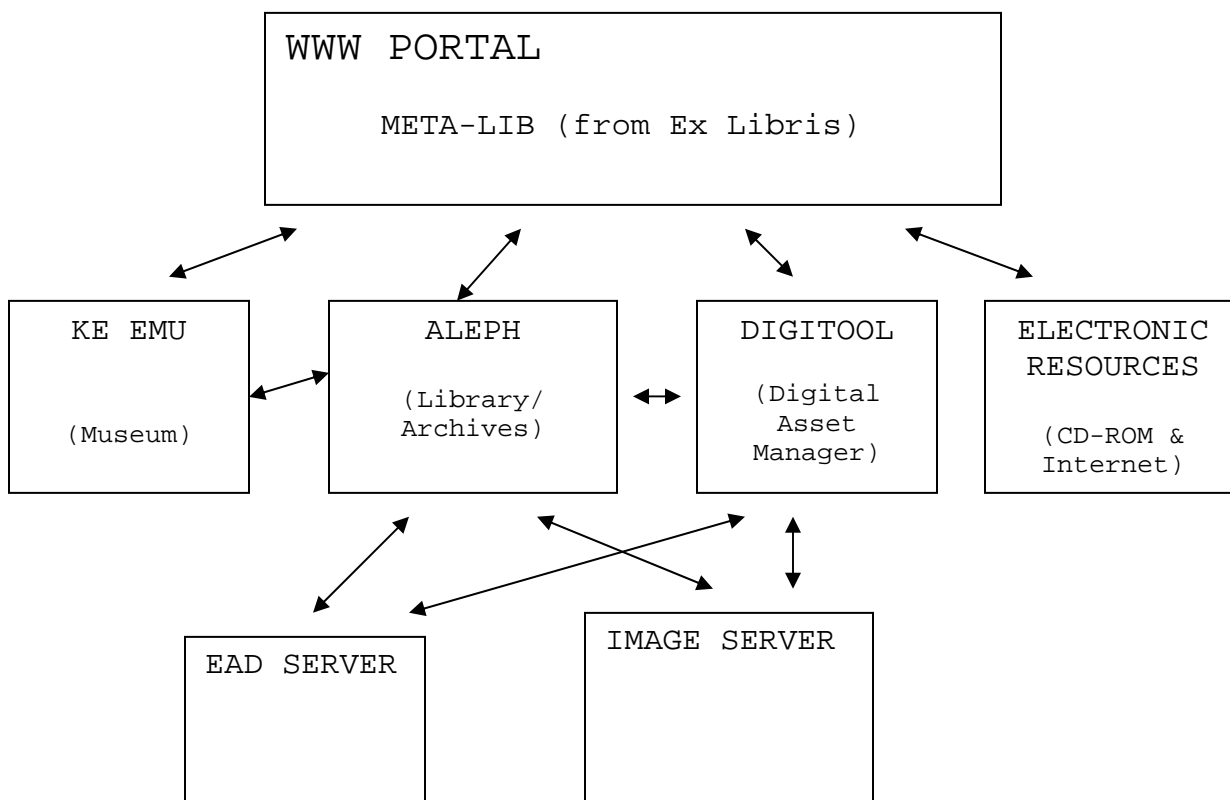 WWW PORTAL
META-LIB (from Ex Libris)
KE EMU
(Museum)
ALEPH
(Library/
Archives)
DIGITOOL
(Digital
Asset
Manager)
ELECTRONIC
RESOURCES
(CD-ROM &
Internet)
EAD SERVER
IMAGE SERVER